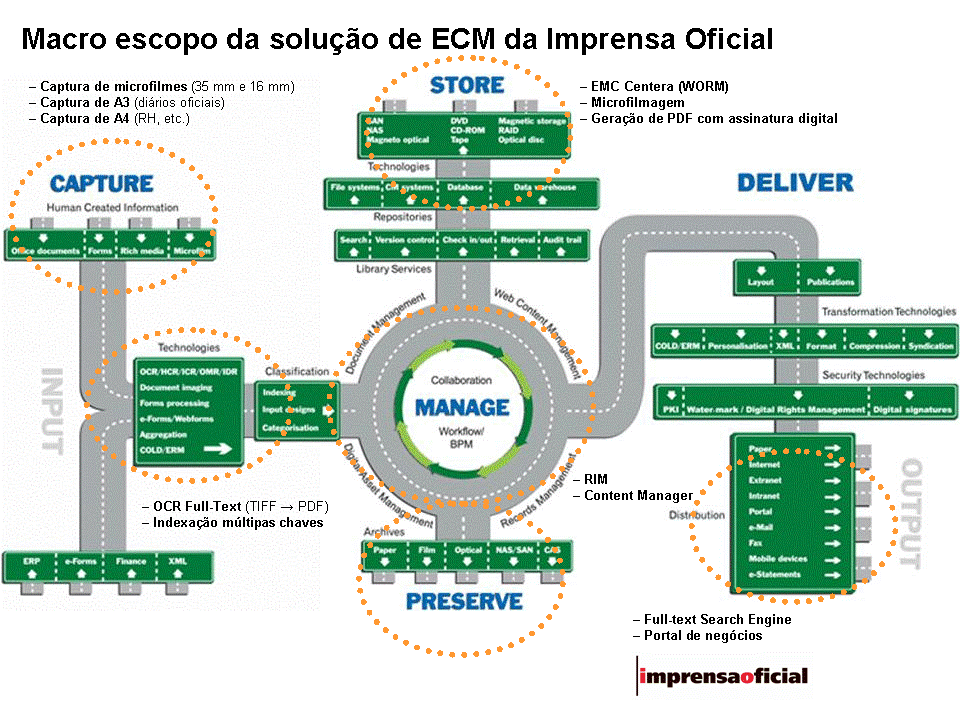 Macro escopo da solução de ECM da Imprensa Oficial
– Captura de microfilmes (35 mm e 16 mm)
– Captura de A3 (diários oficiais)
– Captura de A4 (RH, etc.)
STORE
– EMC Centera (WORM)
– Microfilmagem
– Geração de PDF com assinatura digital
SAN DVD Magnetic storage
NAS CD-ROM RAID
Magneto optical Tape Optical disc
Technologies
File systems CM systems Database Data warehouse
Repositories
Search Version control Check in/out Retrieval Audit trail
Library Services
CAPTURE
Human Created Information
Office documents Forms Rich media Microfilm
DELIVER
Layout Publications
Transformation Technologies
COLD/ERM Personalisation XML Format Compression Syndication
Security Technologies
PKI Water mark / Digital Rights Management Digital signatures
INPUT
Technologies
OCR/HCR/ICR/OMR/IDR
Document imaging
Forms processing
e-Forms/Webforms
Aggregation
COLD/ERM
Classification
Indexing
Input designs
Categorisation
Document Management
Web Content Management
Collaboration
MANAGE
Workflow/
BPM
Digital Asset Management
Records Management
– RIM
– Content Manager
– OCR Full-Text (TIFF → PDF)
– Indexação múltipas chaves
ERP e-Forms Finance XML
Archives
Paper Film Optical NAS/SAN CAS
PRESERVE
Distribution
Paper
Internet
Extranet
Intranet
Portal
e-Mail
Fax
Mobile devices
e-Statements
OUTPUT
– Full-text Search Engine
– Portal de negócios
imprensaoficial